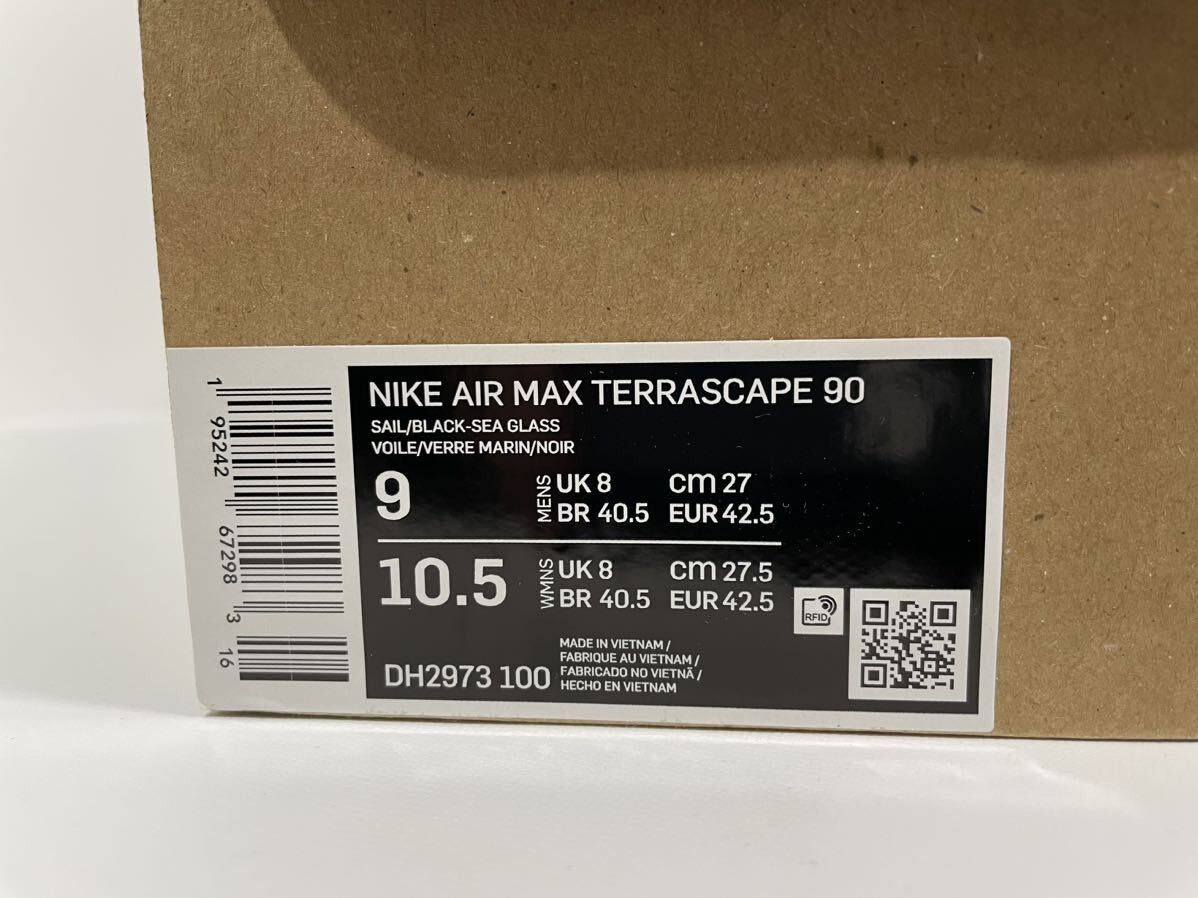 NIKE AIR MAX TERRASCAPE 90
SAIL/BLACK-SEA GLASS
VOILE/VERRE MARIN/NOIR
9
MENS
UK 8 cm 27
BR 40.5 EUR 42.5
10.5
WMNS
UK 8 cm 27.5
BR 40.5 EUR 42.5
DH2973 100
MADE IN VIETNAM /
FABRIQUE AU VIETNAM /
FABRICADO NO VIETNÃ /
HECHO EN VIETNAM
RFID
1 95242 67298 3 16